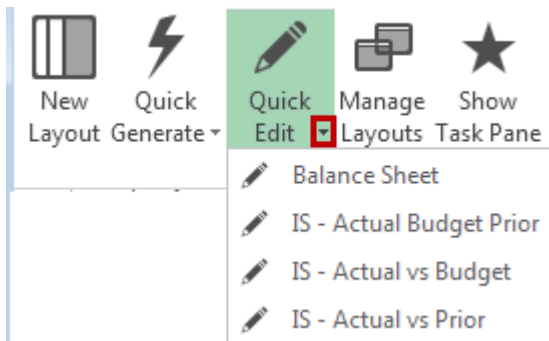 New Layout
Quick Generate
Quick Edit
Manage Layouts
Show Task Pane
Balance Sheet
IS - Actual Budget Prior
IS - Actual vs Budget
IS - Actual vs Prior